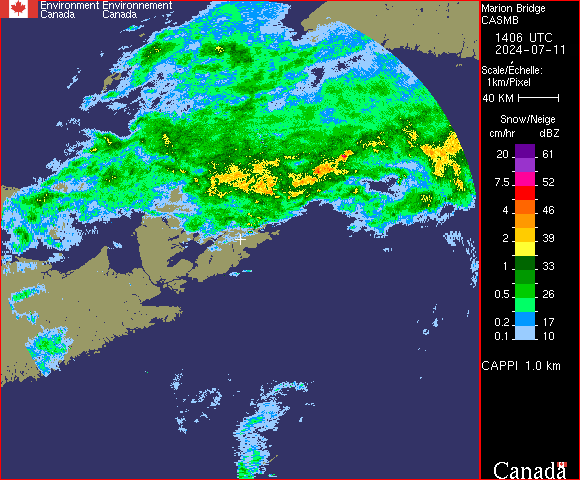 Environment Environnement
Canada Canada
Marion Bridge
CASMB
1406 UTC
2024-07-11
Scale/Échelle:
1km/Pixel
40 KM
Snow/Neige
cm/hr dBZ
20 61
7.5 52
4 46
2 39
1 33
0.5 26
0.2 17
0.1 10
CAPPI 1.0 km
Canada